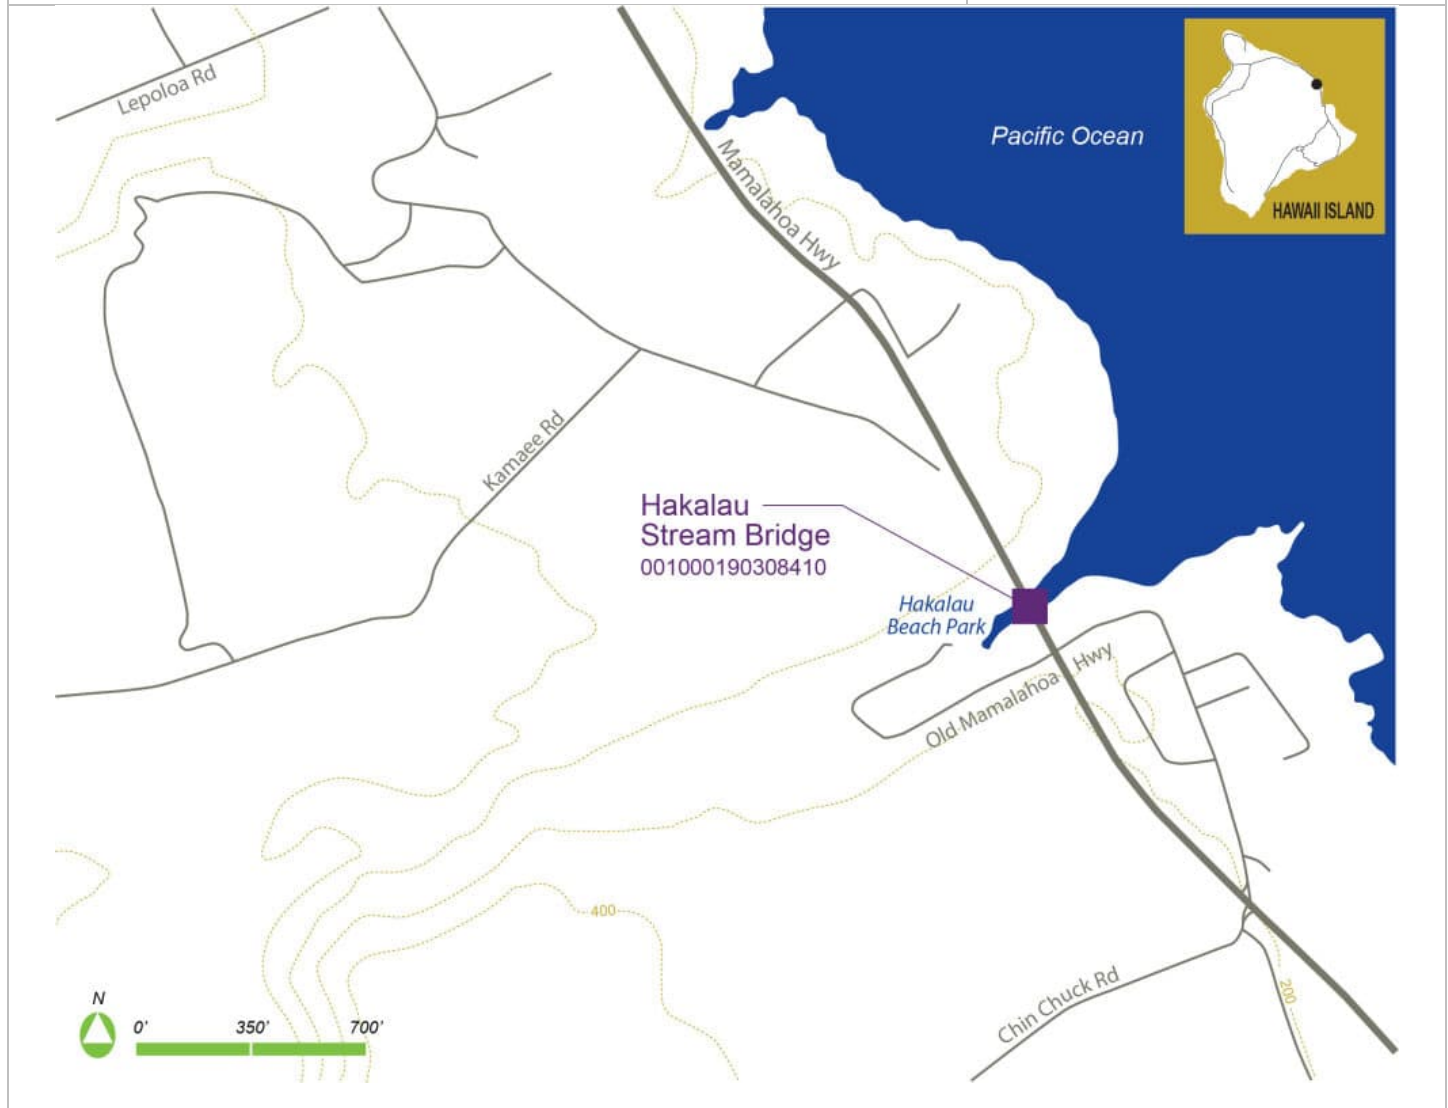 Lepoloa Rd
Mamalahoa Hwy
Pacific Ocean
HAWAII ISLAND
Kamaee Rd
Hakalau
Stream Bridge
001000190308410
Hakalau
Beach Park
Old Mamalahoa Hwy
400
200
Chin Chuck Rd
N
0' 350' 700'